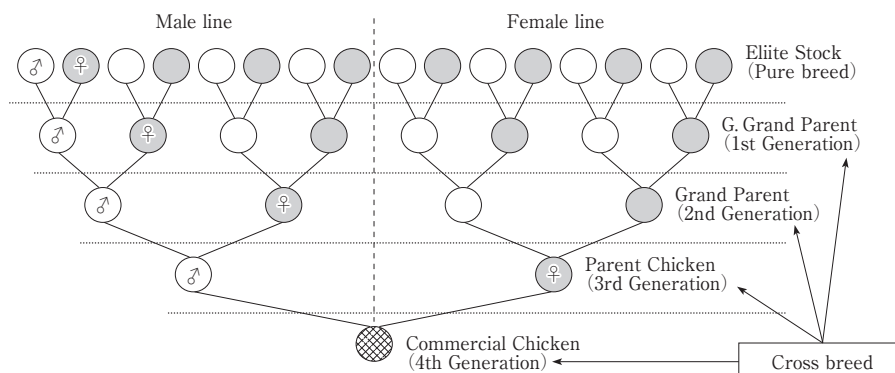 Male line
Female line
♂ ♀
Eliite Stock
(Pure breed)
♂ ♀
G. Grand Parent
(1st Generation)
♂ ♀
Grand Parent
(2nd Generation)
♂ ♀
Parent Chicken
(3rd Generation)
Commercial Chicken
(4th Generation)
Cross breed